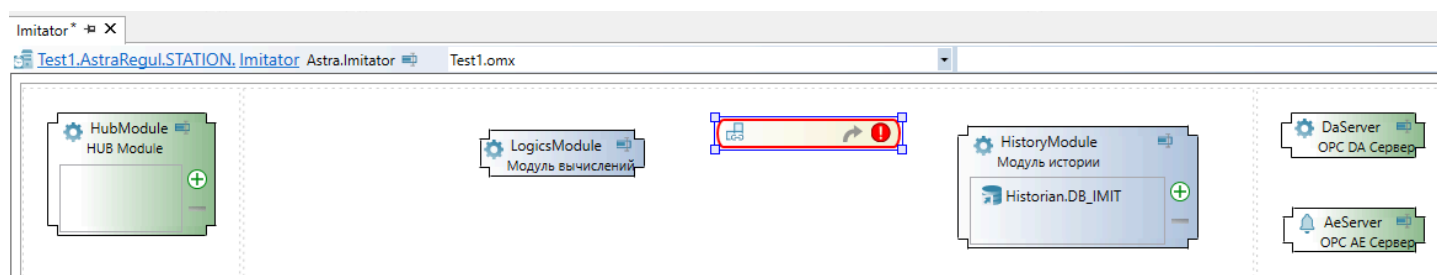 Imitator*
Test1.AstraRegul.STATION. Imitator Astra.Imitator Test1.omx
HubModule
HUB Module
LogicsModule
Модуль вычислений
HistoryModule
Модуль истории
Historian.DB_IMIT
DaServer
OPC DA Сервер
AeServer
OPC AE Сервер